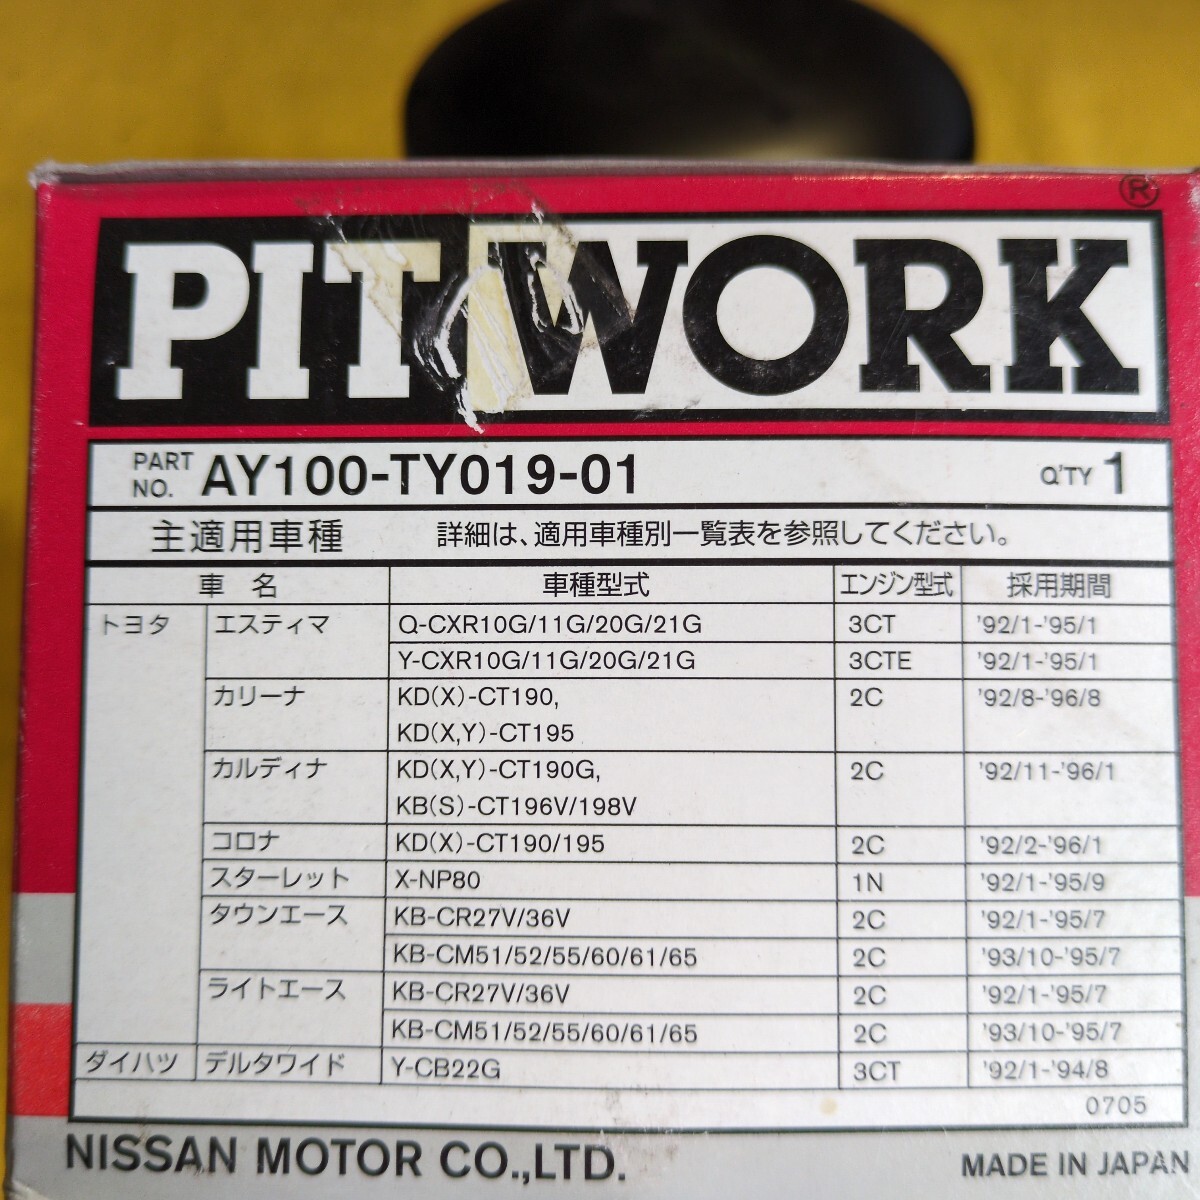 PIT WORK ®
PART NO. AY100-TY019-01 Q'TY 1
主適用車種 詳細は、適用車種別一覧表を参照してください。
車 名 車種型式 エンジン型式 採用期間
トヨタ エスティマ Q-CXR10G/11G/20G/21G 3CT '92/1-'95/1
Y-CXR10G/11G/20G/21G 3CTE '92/1-'95/1
カリーナ KD(X)-CT190, 2C '92/8-'96/8
KD(X,Y)-CT195
カルディナ KD(X,Y)-CT190G, 2C '92/11-'96/1
KB(S)-CT196V/198V
コロナ KD(X)-CT190/195 2C '92/2-'96/1
スターレット X-NP80 1N '92/1-'95/9
タウンエース KB-CR27V/36V 2C '92/1-'95/7
KB-CM51/52/55/60/61/65 2C '93/10-'95/7
ライトエース KB-CR27V/36V 2C '92/1-'95/7
KB-CM51/52/55/60/61/65 2C '93/10-'95/7
ダイハツ デルタワイド Y-CB22G 3CT '92/1-'94/8
0705
NISSAN MOTOR CO.,LTD. MADE IN JAPAN